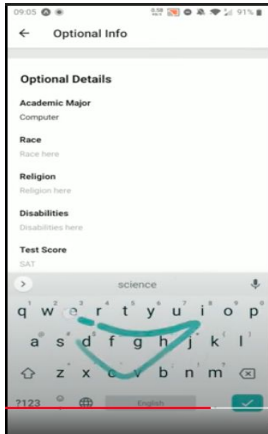 09:05
91%
Optional Info
Optional Details
Academic Major
Computer
Race
Race here
Religion
Religion here
Disabilities
Disabilities here
Test Score
SAT
science
q w e r t y u i o p
a s d f g h j k l
z x c v b n m
?123 English